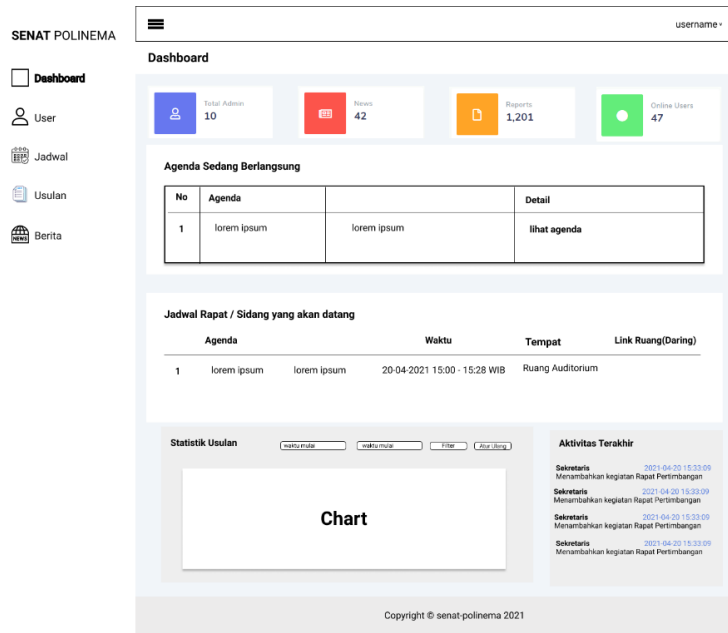 SENAT POLINEMA
username
Dashboard
Dashboard
User
Jadwal
Usulan
NEWS
Berita
Total Admin
10
News
42
Reports
1,201
Online Users
47
Agenda Sedang Berlangsung
No Agenda Detail
1 lorem ipsum lorem ipsum lihat agenda
Jadwal Rapat / Sidang yang akan datang
Agenda Waktu Tempat Link Ruang(Daring)
1 lorem ipsum lorem ipsum 20-04-2021 15:00 - 15:28 WIB Ruang Auditorium
Statistik Usulan
waktu mulai waktu mulai Filter Atur Ulang
Chart
Aktivitas Terakhir
Sekretaris 2021-04-20 15:33:09
Menambahkan kegiatan Rapat Pertimbangan
Sekretaris 2021-04-20 15:33:09
Menambahkan kegiatan Rapat Pertimbangan
Sekretaris 2021-04-20 15:33:09
Menambahkan kegiatan Rapat Pertimbangan
Sekretaris 2021-04-20 15:33:09
Menambahkan kegiatan Rapat Pertimbangan
Copyright © senat-polinema 2021